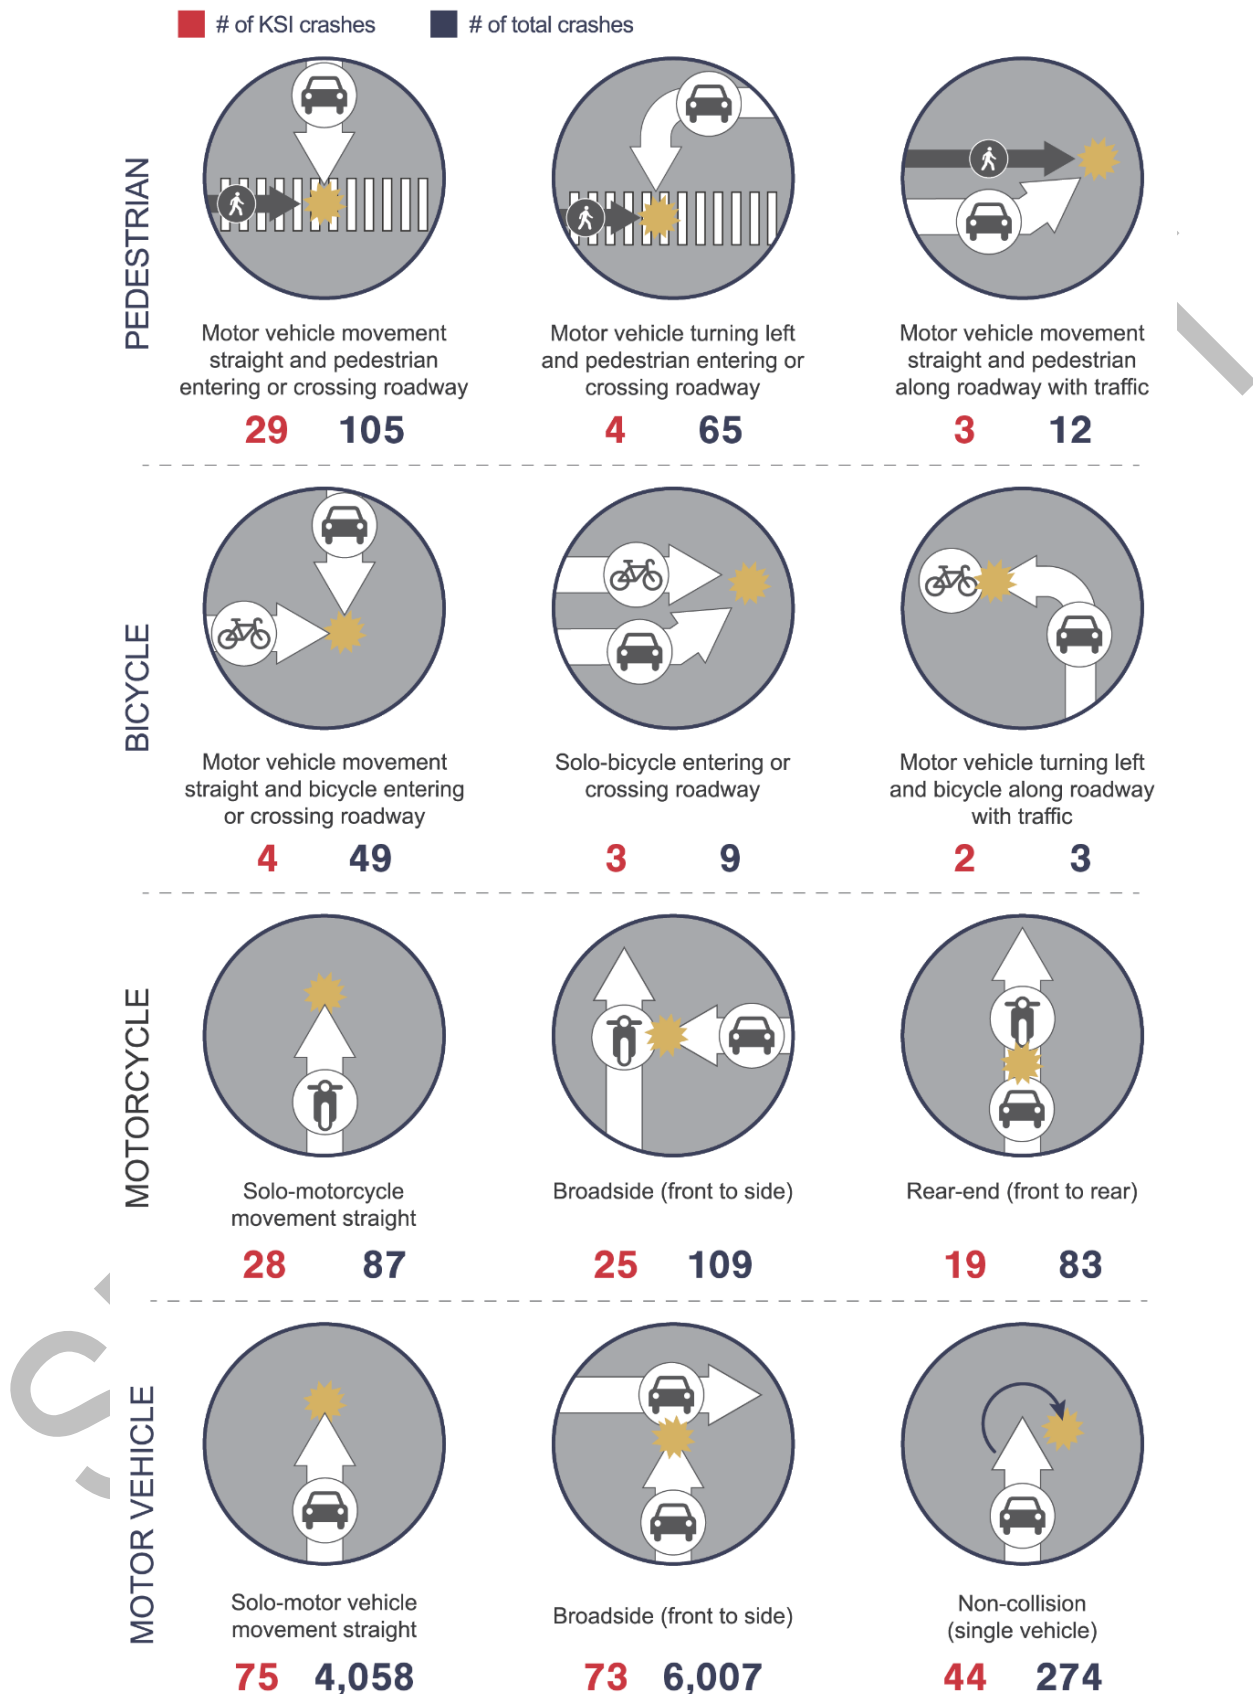 # of KSI crashes # of total crashes
PEDESTRIAN
Motor vehicle movement
straight and pedestrian
entering or crossing roadway
29 105
Motor vehicle turning left
and pedestrian entering or
crossing roadway
4 65
Motor vehicle movement
straight and pedestrian
along roadway with traffic
3 12
BICYCLE
Motor vehicle movement
straight and bicycle entering
or crossing roadway
4 49
Solo-bicycle entering or
crossing roadway
3 9
Motor vehicle turning left
and bicycle along roadway
with traffic
2 3
MOTORCYCLE
Solo-motorcycle
movement straight
28 87
Broadside (front to side)
25 109
Rear-end (front to rear)
19 83
MOTOR VEHICLE
Solo-motor vehicle
movement straight
75 4,058
Broadside (front to side)
73 6,007
Non-collision
(single vehicle)
44 274